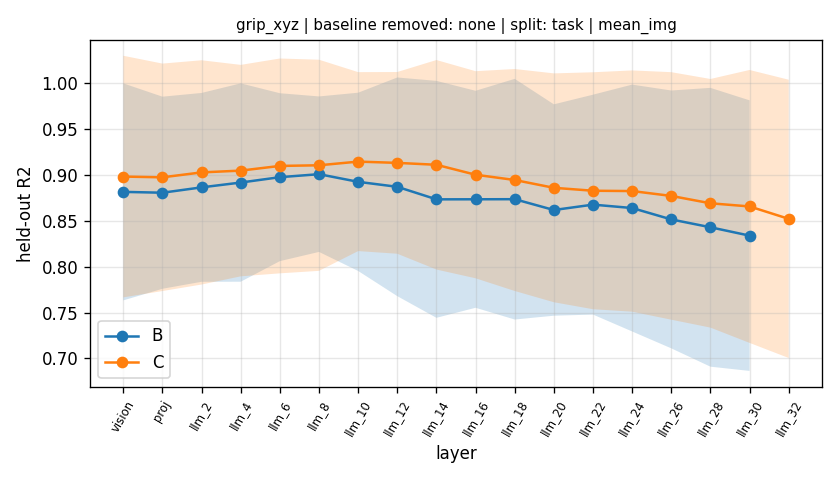 grip_xyz | baseline removed: none | split: task | mean_img
held-out R2
1.00
0.95
0.90
0.85
0.80
0.75
0.70
B
C
vision
proj
llm_2
llm_4
llm_6
llm_8
llm_10
llm_12
llm_14
llm_16
llm_18
llm_20
llm_22
llm_24
llm_26
llm_28
llm_30
llm_32
layer